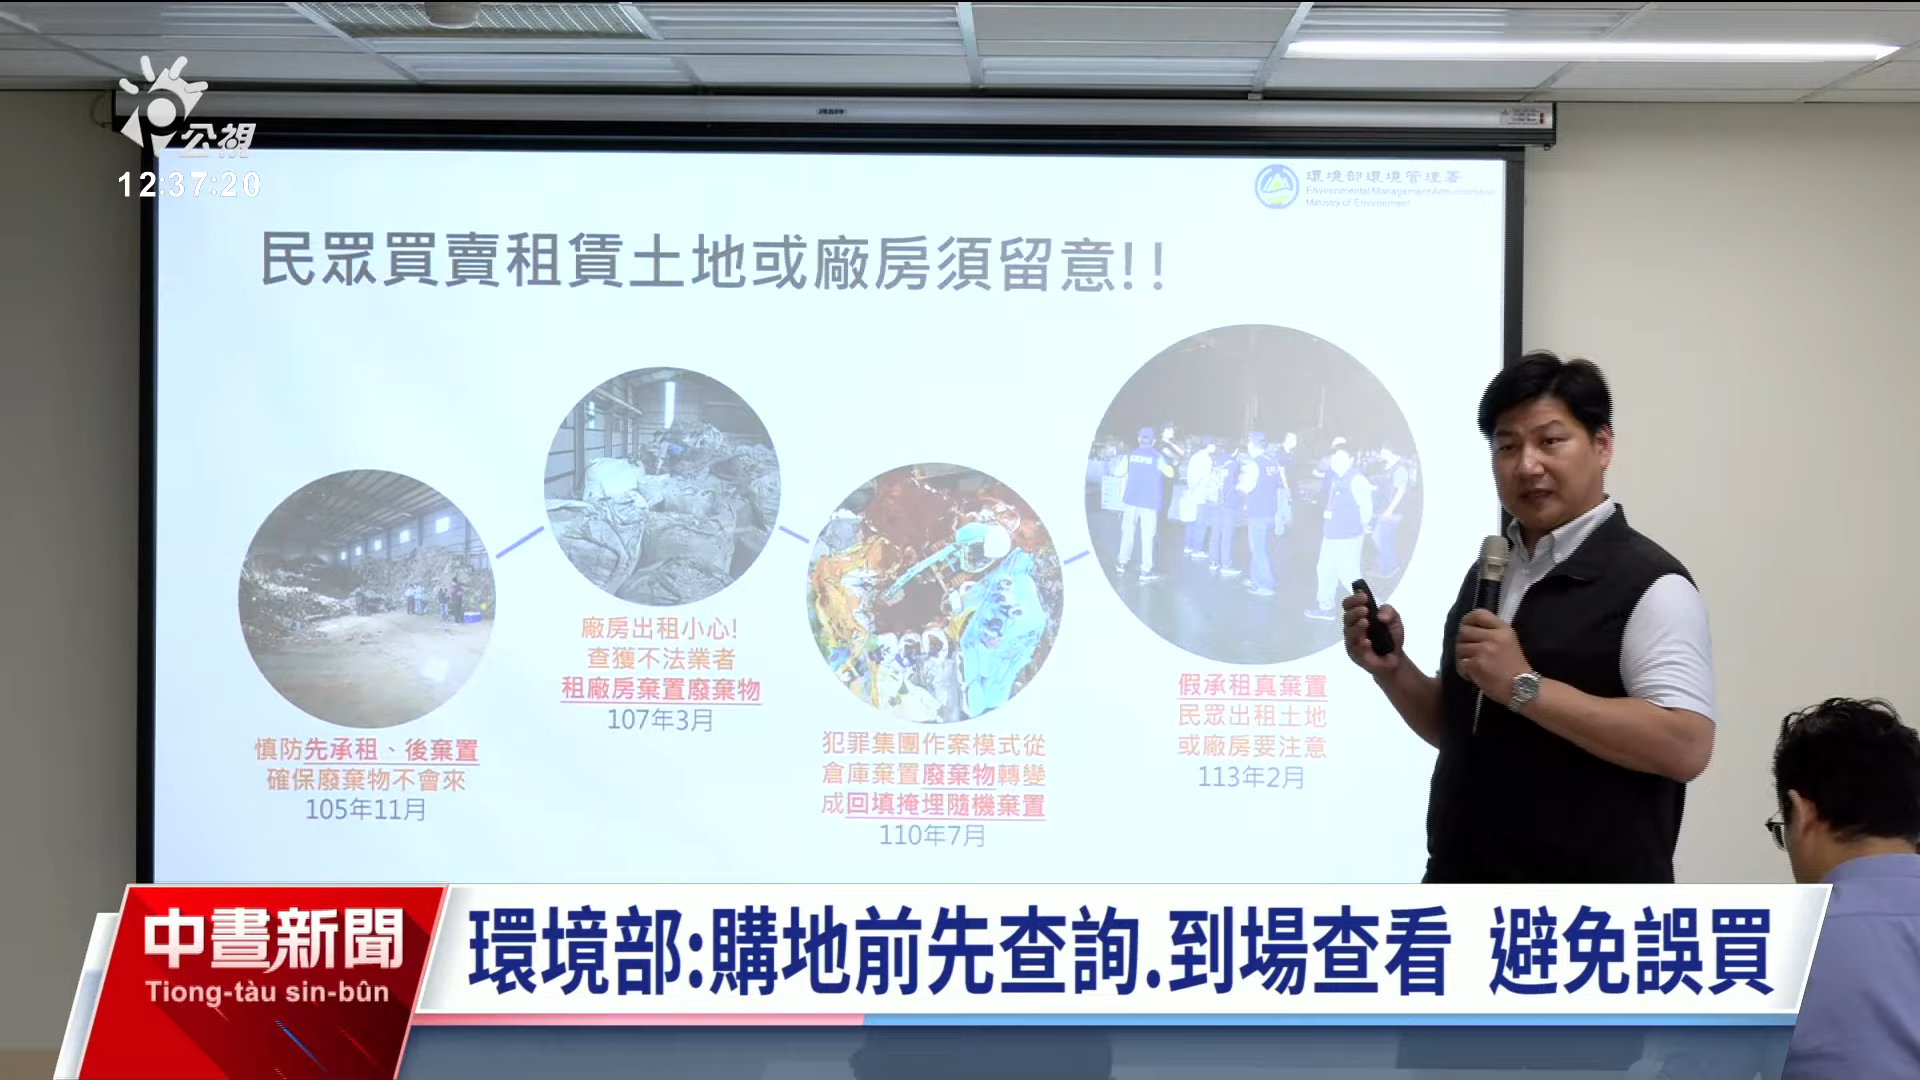 公視
12:37:20
環境部環境管理署
Environmental Management Administration
Ministry of Environment
民眾買賣租賃土地或廠房須留意!!
慎防先承租、後棄置
確保廢棄物不會來
105年11月
廠房出租小心!
查獲不法業者
租廠房棄置廢棄物
107年3月
犯罪集團作案模式從
倉庫棄置廢棄物轉變
成回填掩埋隨機棄置
110年7月
假承租真棄置
民眾出租土地
或廠房要注意
113年2月
中晝新聞
Tiong-tàu sin-bûn
環境部:購地前先查詢.到場查看 避免誤買